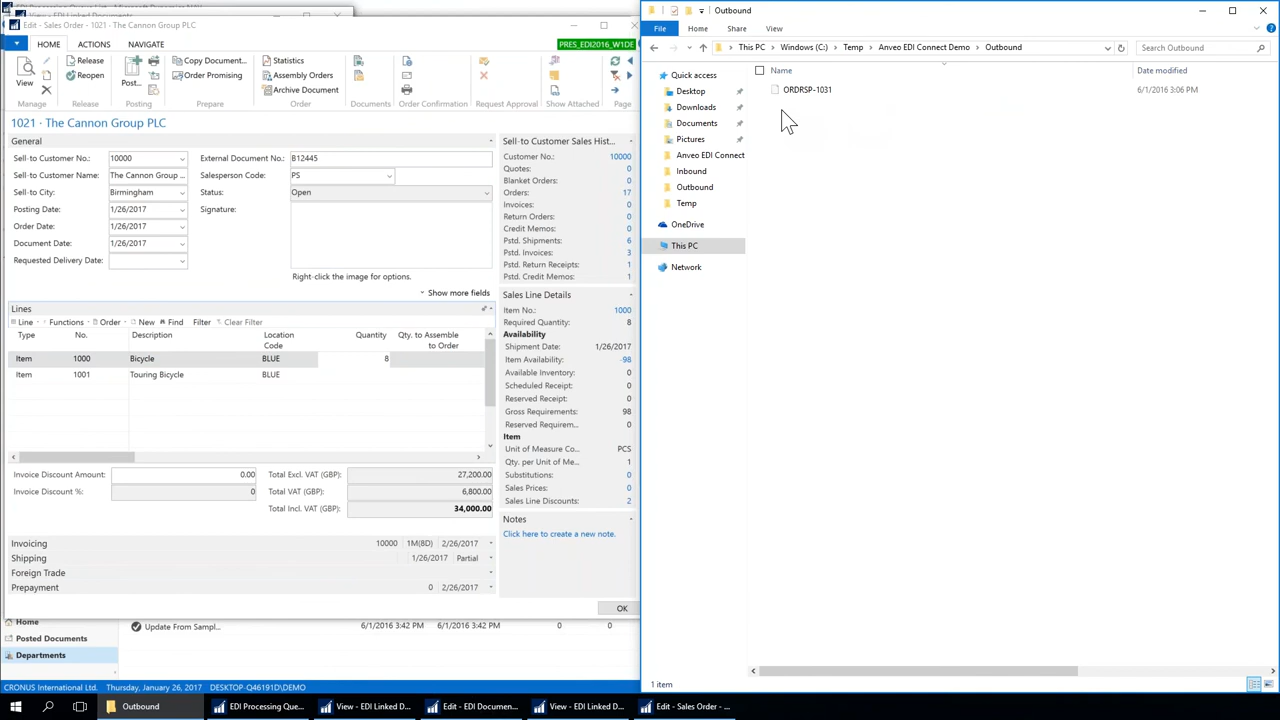 EDI Processing Queue List - Microsoft Dynamics NAV
View - EDI Linked Documents
Edit - Sales Order - 1021 · The Cannon Group PLC
HOME ACTIONS NAVIGATE
PRES_EDI2016_W1DE
View
Release
Reopen
Post...
Copy Document...
Order Promising
Statistics
Assembly Orders
Archive Document
Manage Release Posting Prepare Order Documents Order Confirmation Request Approval Show Attached Page
1021 · The Cannon Group PLC
General
Sell-to Customer No.: 10000 External Document No.: B12445
Sell-to Customer Name: The Cannon Group ... Salesperson Code: PS
Sell-to City: Birmingham Status: Open
Posting Date: 1/26/2017 Signature:
Order Date: 1/26/2017
Document Date: 1/26/2017
Requested Delivery Date:
Right-click the image for options.
Show more fields
Lines
Line Functions Order New Find Filter Clear Filter
Type No. Description Location Code Quantity Qty. to Assemble to Order
Item 1000 Bicycle BLUE 8
Item 1001 Touring Bicycle BLUE
Invoice Discount Amount: 0.00 Total Excl. VAT (GBP): 27,200.00
Invoice Discount %: 0 Total VAT (GBP): 6,800.00
Total Incl. VAT (GBP): 34,000.00
Invoicing 10000 1M(8D) 2/26/2017
Shipping 1/26/2017 Partial
Foreign Trade
Prepayment 0 2/26/2017
Sell-to Customer Sales Hist...
Customer No.: 10000
Quotes: 0
Blanket Orders: 0
Orders: 17
Invoices: 0
Return Orders: 0
Credit Memos: 0
Pstd. Shipments: 6
Pstd. Invoices: 3
Pstd. Return Receipts: 1
Pstd. Credit Memos: 1
Sales Line Details
Item No.: 1000
Required Quantity: 8
Availability
Shipment Date: 1/26/2017
Item Availability: -98
Available Inventory: 0
Scheduled Receipt: 0
Reserved Receipt: 0
Gross Requirements: 98
Reserved Requirem... 0
Item
Unit of Measure Co... PCS
Qty. per Unit of Me... 1
Substitutions: 0
Sales Prices: 0
Sales Line Discounts: 2
Notes
Click here to create a new note.
OK
Home
Posted Documents
Departments
Update From Sampl... 6/1/2016 3:42 PM 6/1/2016 3:42 PM 0 0
CRONUS International Ltd. Thursday, January 26, 2017 DESKTOP-Q46191D\DEMO
Outbound
File Home Share View
This PC Windows (C:) Temp Anveo EDI Connect Demo Outbound
Search Outbound
Quick access
Desktop
Downloads
Documents
Pictures
Anveo EDI Connect
Inbound
Outbound
Temp
OneDrive
This PC
Network
Name Date modified
ORDRSP-1031 6/1/2016 3:06 PM
1 item
Outbound
EDI Processing Que...
View - EDI Linked D...
Edit - EDI Documen...
View - EDI Linked D...
Edit - Sales Order - ...